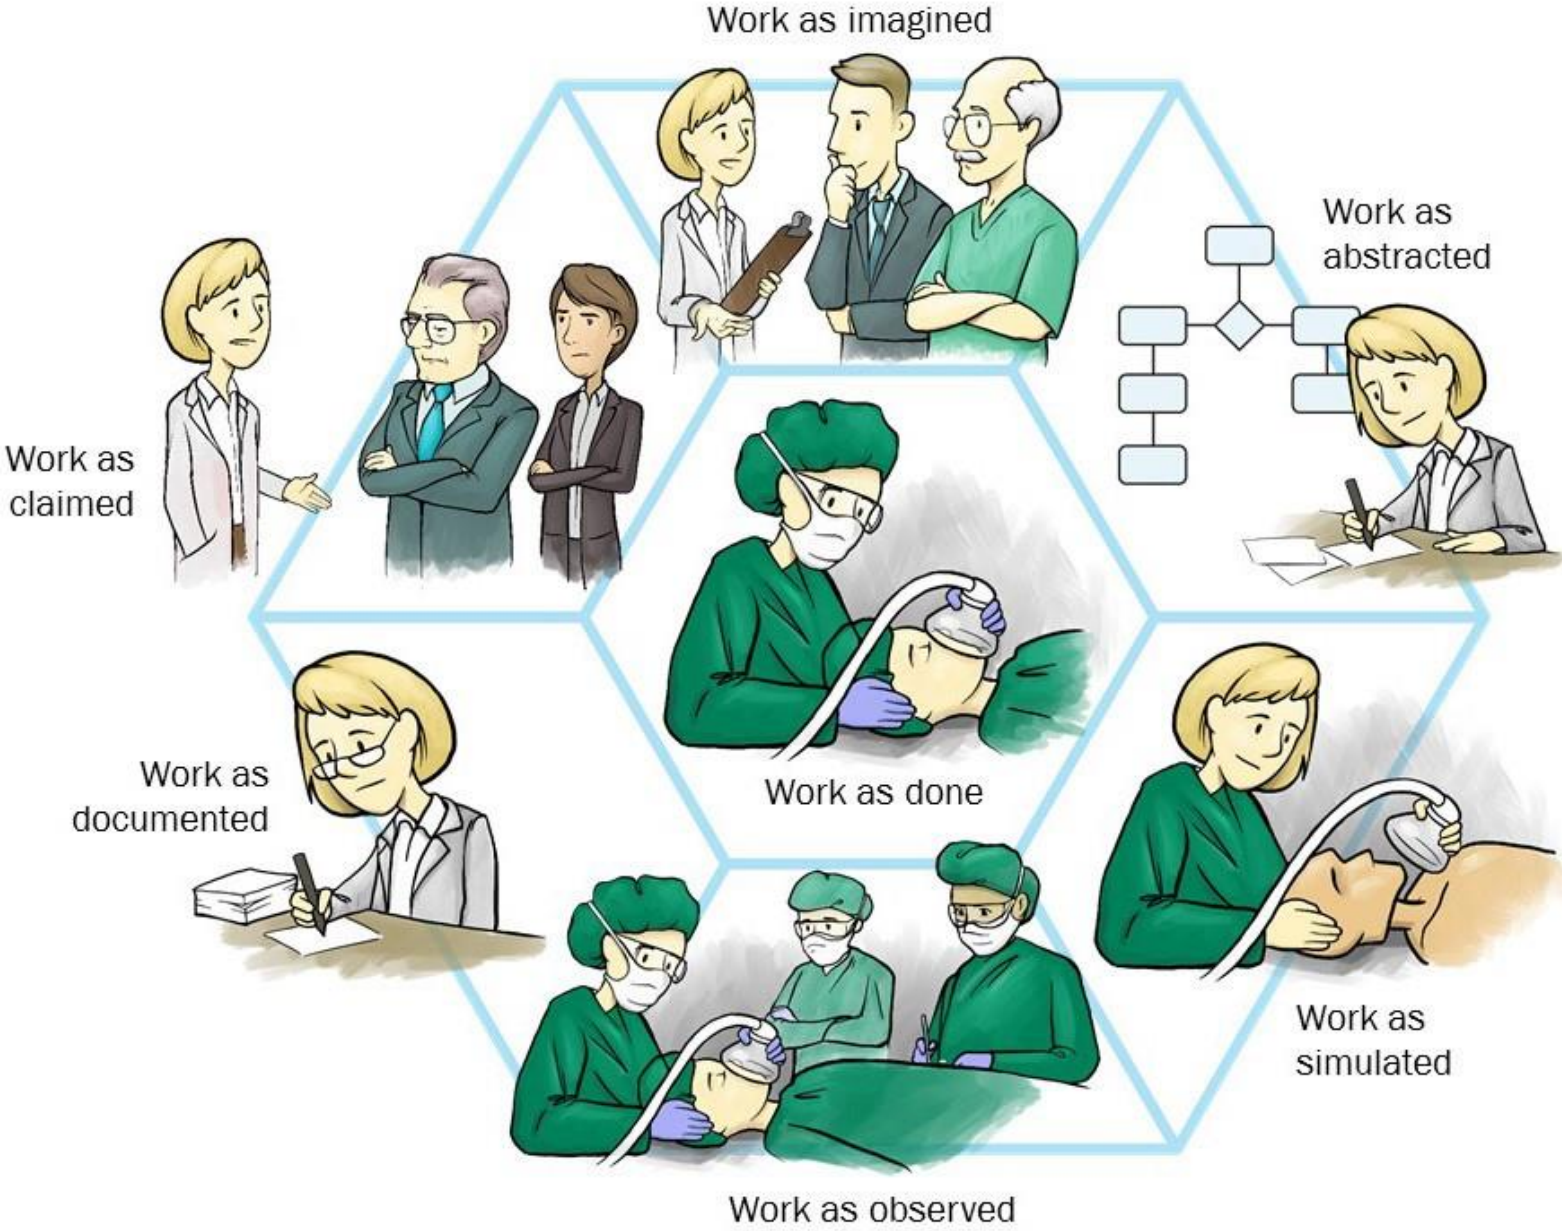 Work as imagined
Work as
abstracted
Work as
claimed
Work as
documented
Work as done
Work as
simulated
Work as observed